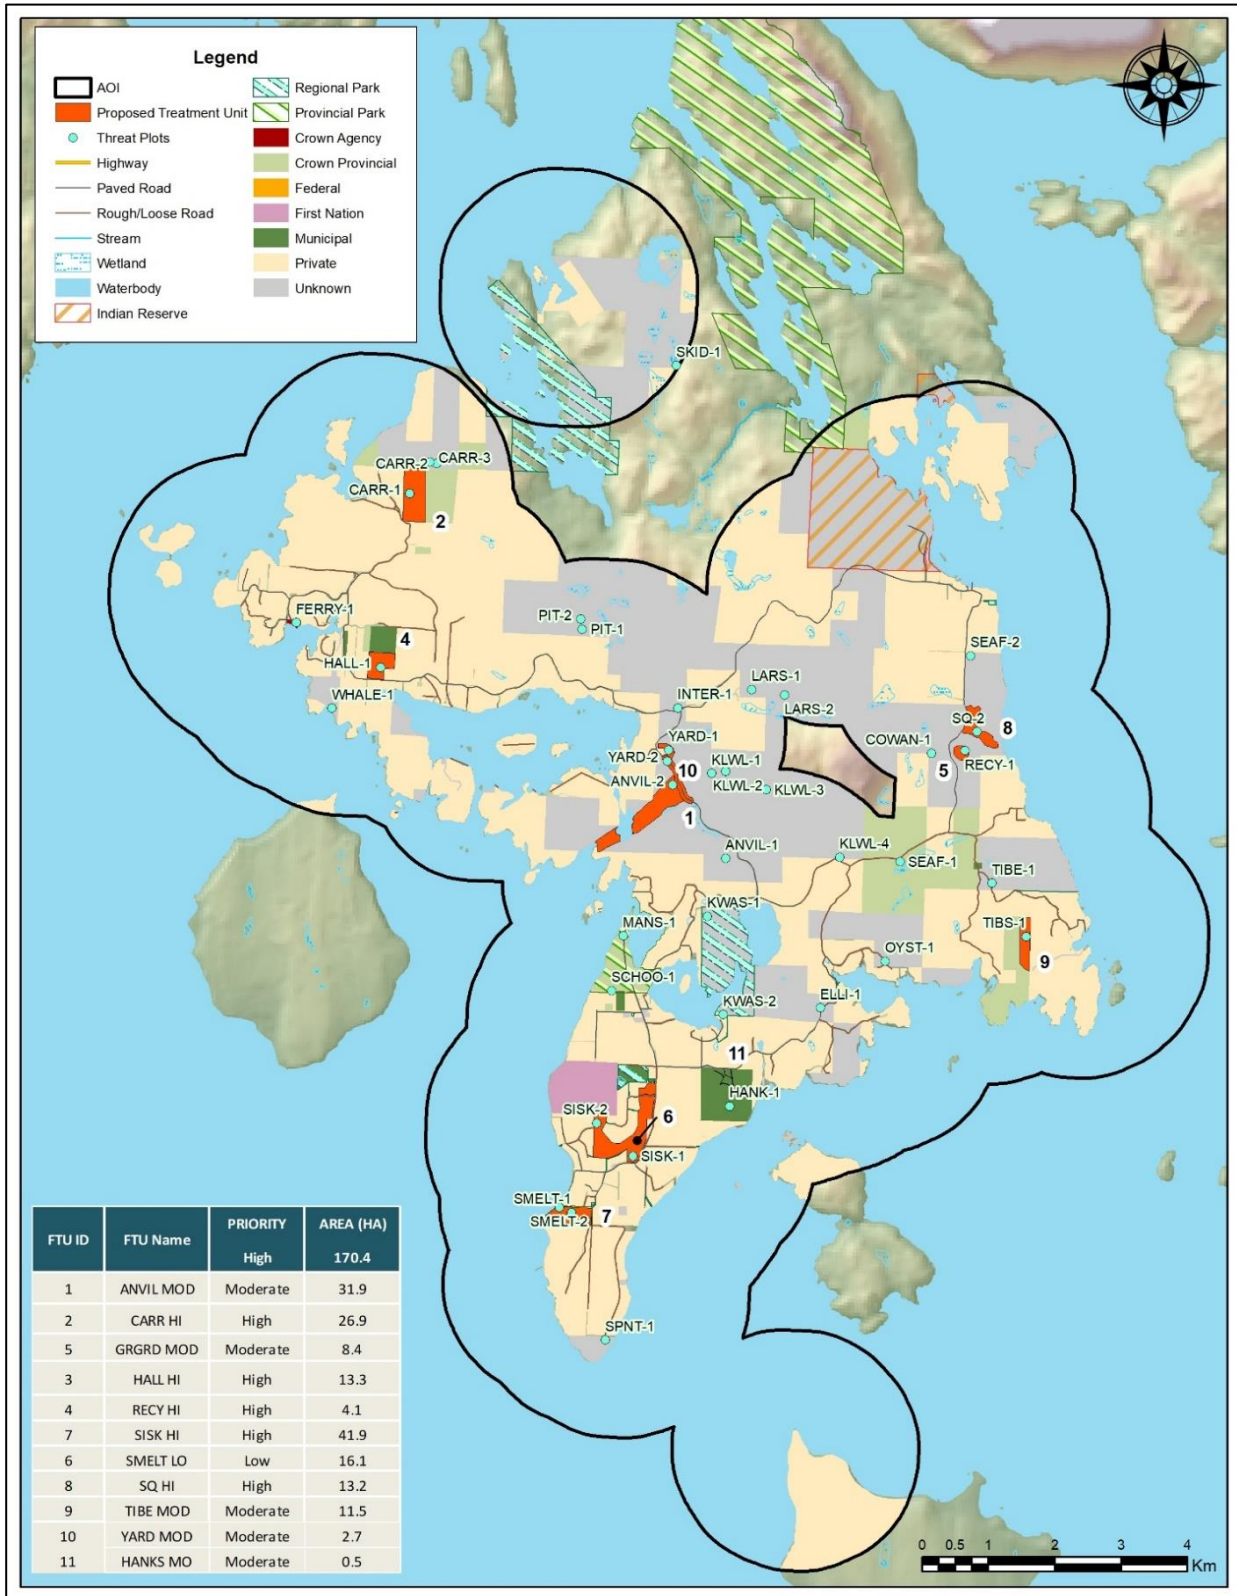 Legend
AOI
Proposed Treatment Unit
Threat Plots
Highway
Paved Road
Rough/Loose Road
Stream
Wetland
Waterbody
Indian Reserve
Regional Park
Provincial Park
Crown Agency
Crown Provincial
Federal
First Nation
Municipal
Private
Unknown
SKID-1
CARR-2
CARR-3
CARR-1
2
FERRY-1
PIT-2
PIT-1
4
HALL-1
WHALE-1
SEAF-2
LARS-1
INTER-1
LARS-2
SQ-2
8
YARD-1
COWAN-1
YARD-2
10
KLWL-1
5
RECY-1
ANVIL-2
KLWL-2
KLWL-3
1
ANVIL-1
KLWL-4
SEAF-1
TIBE-1
KWAS-1
MANS-1
TIBS-1
OYST-1
9
SCHOO-1
KWAS-2
ELLI-1
11
HANK-1
SISK-2
6
SISK-1
SMELT-1
SMELT-2
7
SPNT-1
FTU ID FTU Name PRIORITY AREA (HA)
High 170.4
1 ANVIL MOD Moderate 31.9
2 CARR HI High 26.9
5 GRGRD MOD Moderate 8.4
3 HALL HI High 13.3
4 RECY HI High 4.1
7 SISK HI High 41.9
6 SMELT LO Low 16.1
8 SQ HI High 13.2
9 TIBE MOD Moderate 11.5
10 YARD MOD Moderate 2.7
11 HANKS MO Moderate 0.5
0 0.5 1 2 3 4
Km